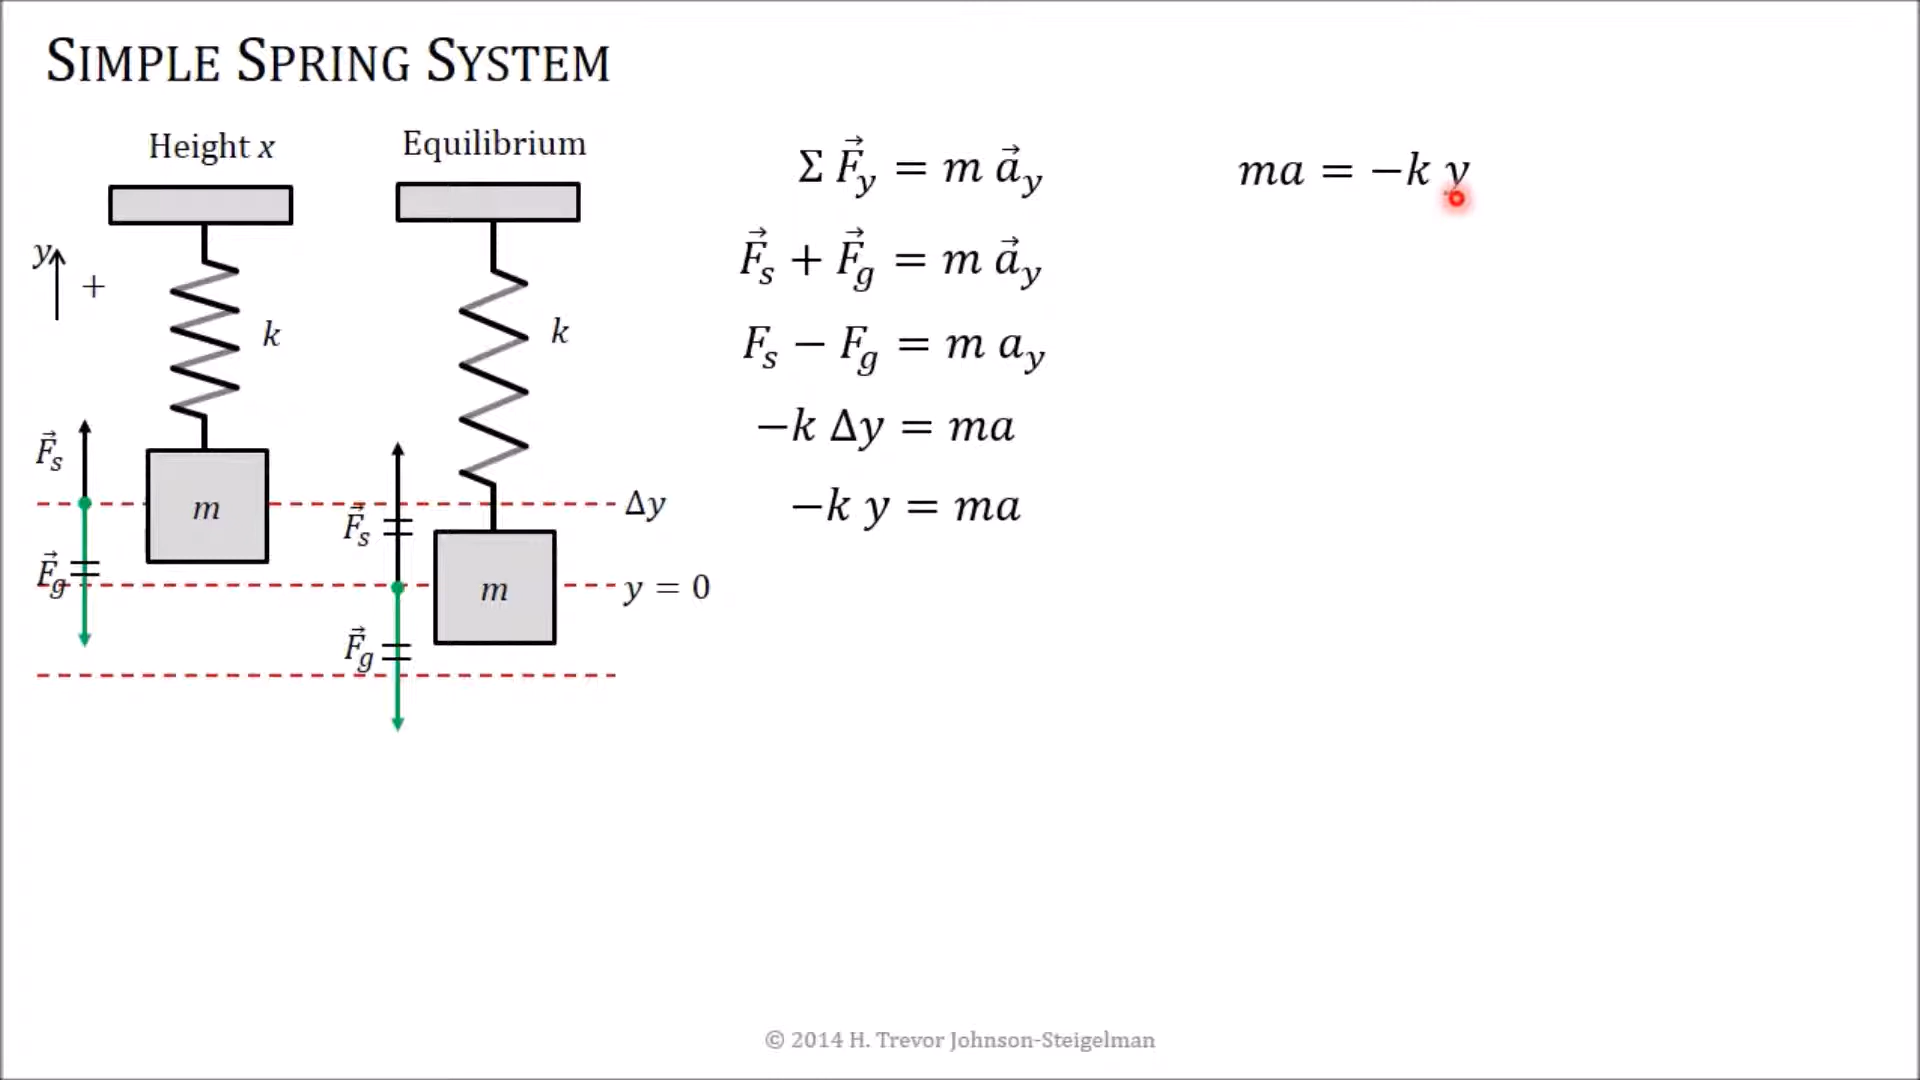 SIMPLE SPRING SYSTEM
Height x
Equilibrium
y
+
k
k
F⃗s
F⃗g
m
F⃗s
F⃗g
m
Δy
y = 0
Σ F⃗y = m a⃗y
F⃗s + F⃗g = m a⃗y
Fs − Fg = m ay
−k Δy = ma
−k y = ma
ma = −k y
© 2014 H. Trevor Johnson-Steigelman